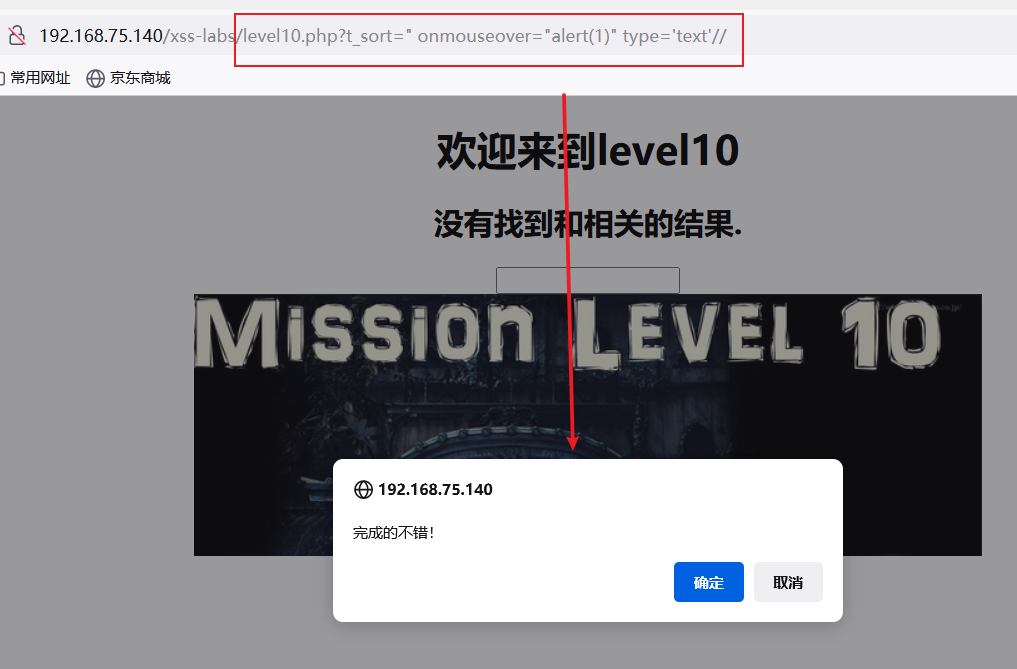 192.168.75.140/xss-labs/level10.php?t_sort=" onmouseover="alert(1)" type='text'//
常用网址 京东商城
欢迎来到level10
没有找到和相关的结果.
Mission Level 10
192.168.75.140
完成的不错!
确定 取消